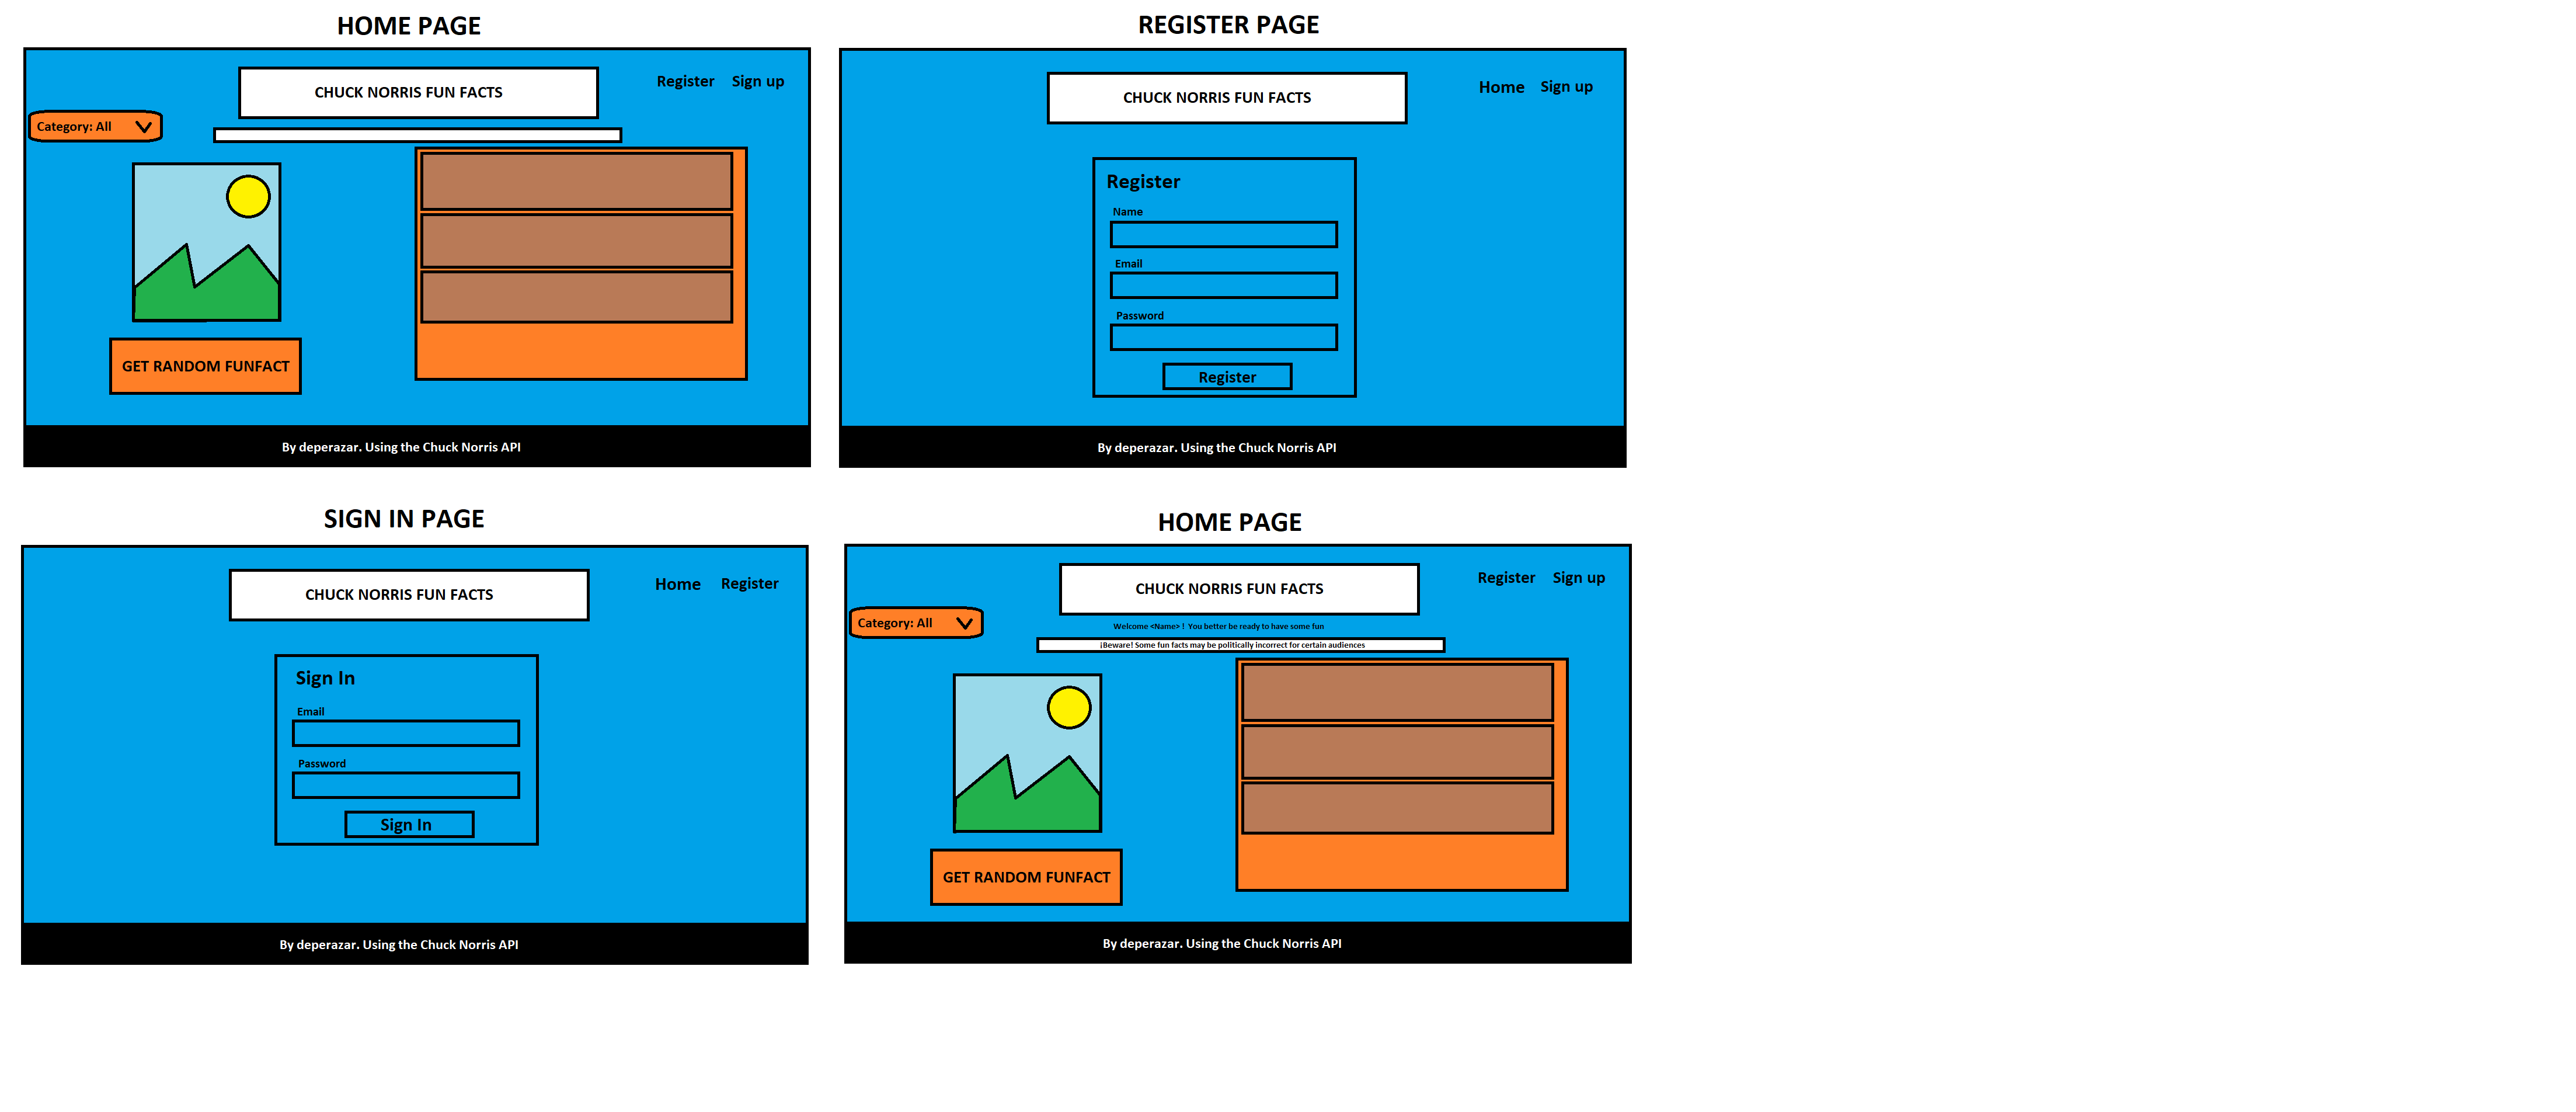 HOME PAGE
CHUCK NORRIS FUN FACTS
Register Sign up
Category: All
GET RANDOM FUNFACT
By deperazar. Using the Chuck Norris API
REGISTER PAGE
CHUCK NORRIS FUN FACTS
Home Sign up
Register
Name
Email
Password
Register
By deperazar. Using the Chuck Norris API
SIGN IN PAGE
CHUCK NORRIS FUN FACTS
Home Register
Sign In
Email
Password
Sign In
By deperazar. Using the Chuck Norris API
HOME PAGE
CHUCK NORRIS FUN FACTS
Register Sign up
Category: All
Welcome <Name> ! You better be ready to have some fun
¡Beware! Some fun facts may be politically incorrect for certain audiences
GET RANDOM FUNFACT
By deperazar. Using the Chuck Norris API